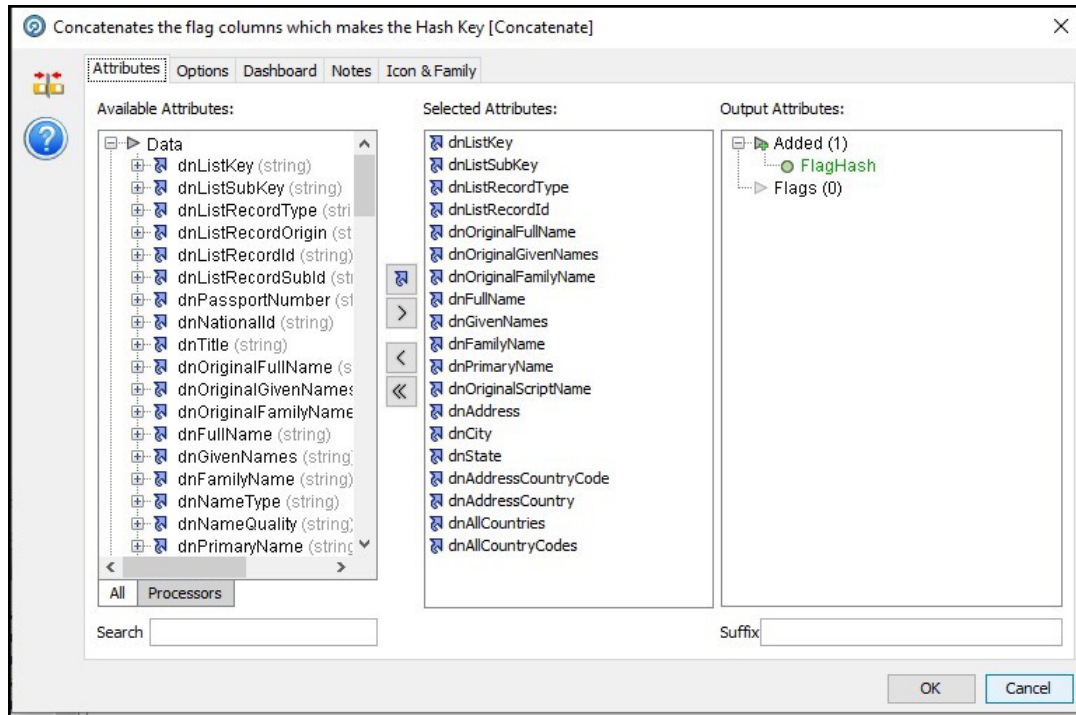 Concatenates the flag columns which makes the Hash Key [Concatenate]
Attributes Options Dashboard Notes Icon & Family
Available Attributes:
Data
dnListKey (string)
dnListSubKey (string)
dnListRecordType (stri
dnListRecordOrigin (st
dnListRecordId (string)
dnListRecordSubId (sti
dnPassportNumber (st
dnNationalId (string)
dnTitle (string)
dnOriginalFullName (s
dnOriginalGivenNames
dnOriginalFamilyName
dnFullName (string)
dnGivenNames (string)
dnFamilyName (string)
dnNameType (string)
dnNameQuality (string)
dnPrimaryName (string
All Processors
Search
Selected Attributes:
dnListKey
dnListSubKey
dnListRecordType
dnListRecordId
dnOriginalFullName
dnOriginalGivenNames
dnOriginalFamilyName
dnFullName
dnGivenNames
dnFamilyName
dnPrimaryName
dnOriginalScriptName
dnAddress
dnCity
dnState
dnAddressCountryCode
dnAddressCountry
dnAllCountries
dnAllCountryCodes
Output Attributes:
Added (1)
FlagHash
Flags (0)
Suffix
OK Cancel